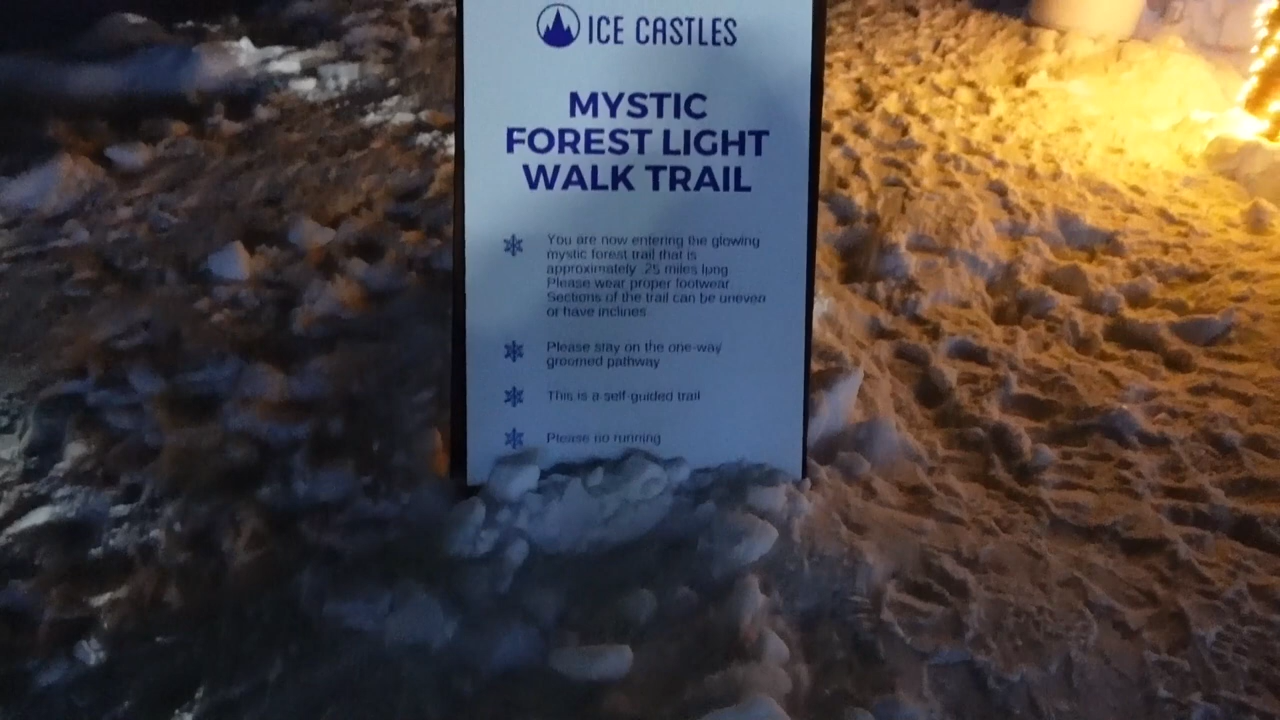 ICE CASTLES
MYSTIC
FOREST LIGHT
WALK TRAIL
You are now entering the glowing
mystic forest trail that is
approximately .25 miles long.
Please wear proper footwear.
Sections of the trail can be uneven
or have inclines.
Please stay on the one-way
groomed pathway
This is a self guided trail
Please no running